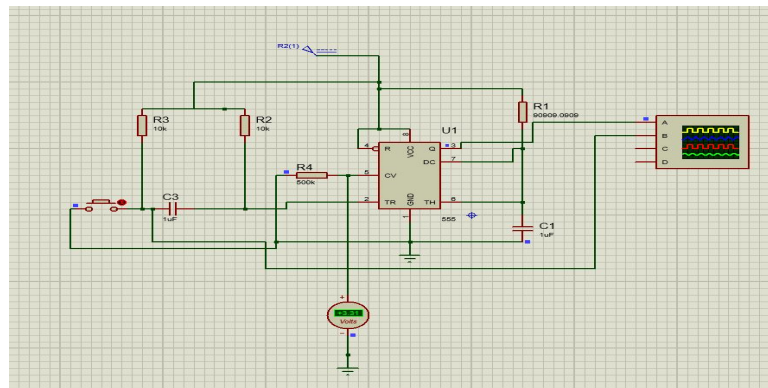 R2(1)
R3
10k
R2
10k
R1
90909.0909
U1
4
R
8
VCC
Q
3
DC
7
5
CV
2
TR
GND
1
TH
6
555
R4
500k
C3
1uF
C1
1uF
A
B
C
D
+
+3.31
Volts